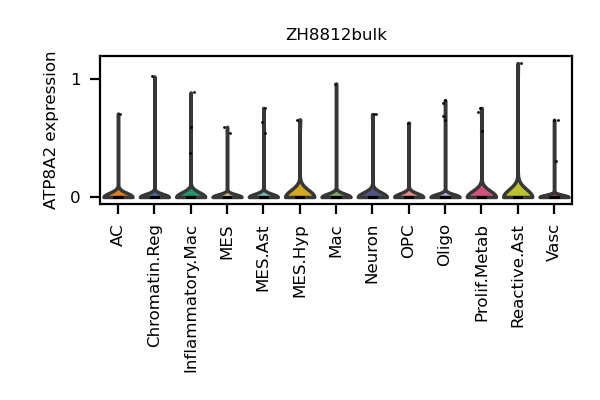 ZH8812bulk
ATP8A2 expression
1
0
AC
Chromatin.Reg
Inflammatory.Mac
MES
MES.Ast
MES.Hyp
Mac
Neuron
OPC
Oligo
Prolif.Metab
Reactive.Ast
Vasc